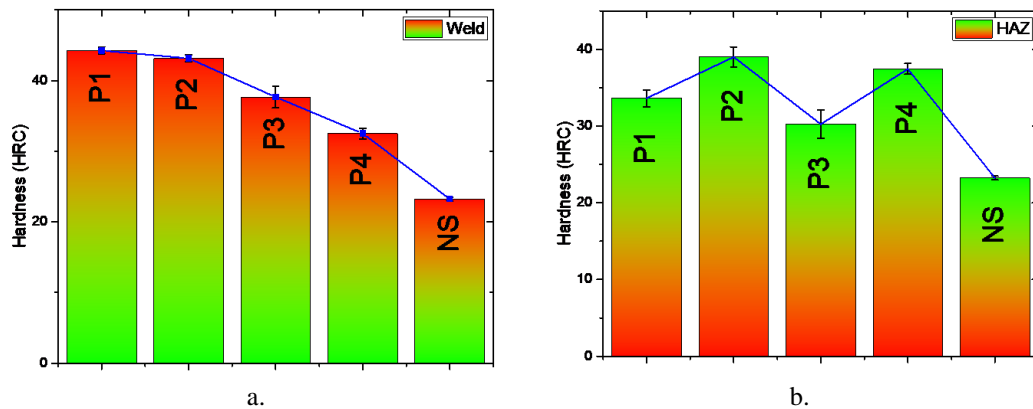 Weld
Hardness (HRC)
40
20
0
P1
P2
P3
P4
NS
a.
HAZ
Hardness (HRC)
40
30
20
10
0
P1
P2
P3
P4
NS
b.